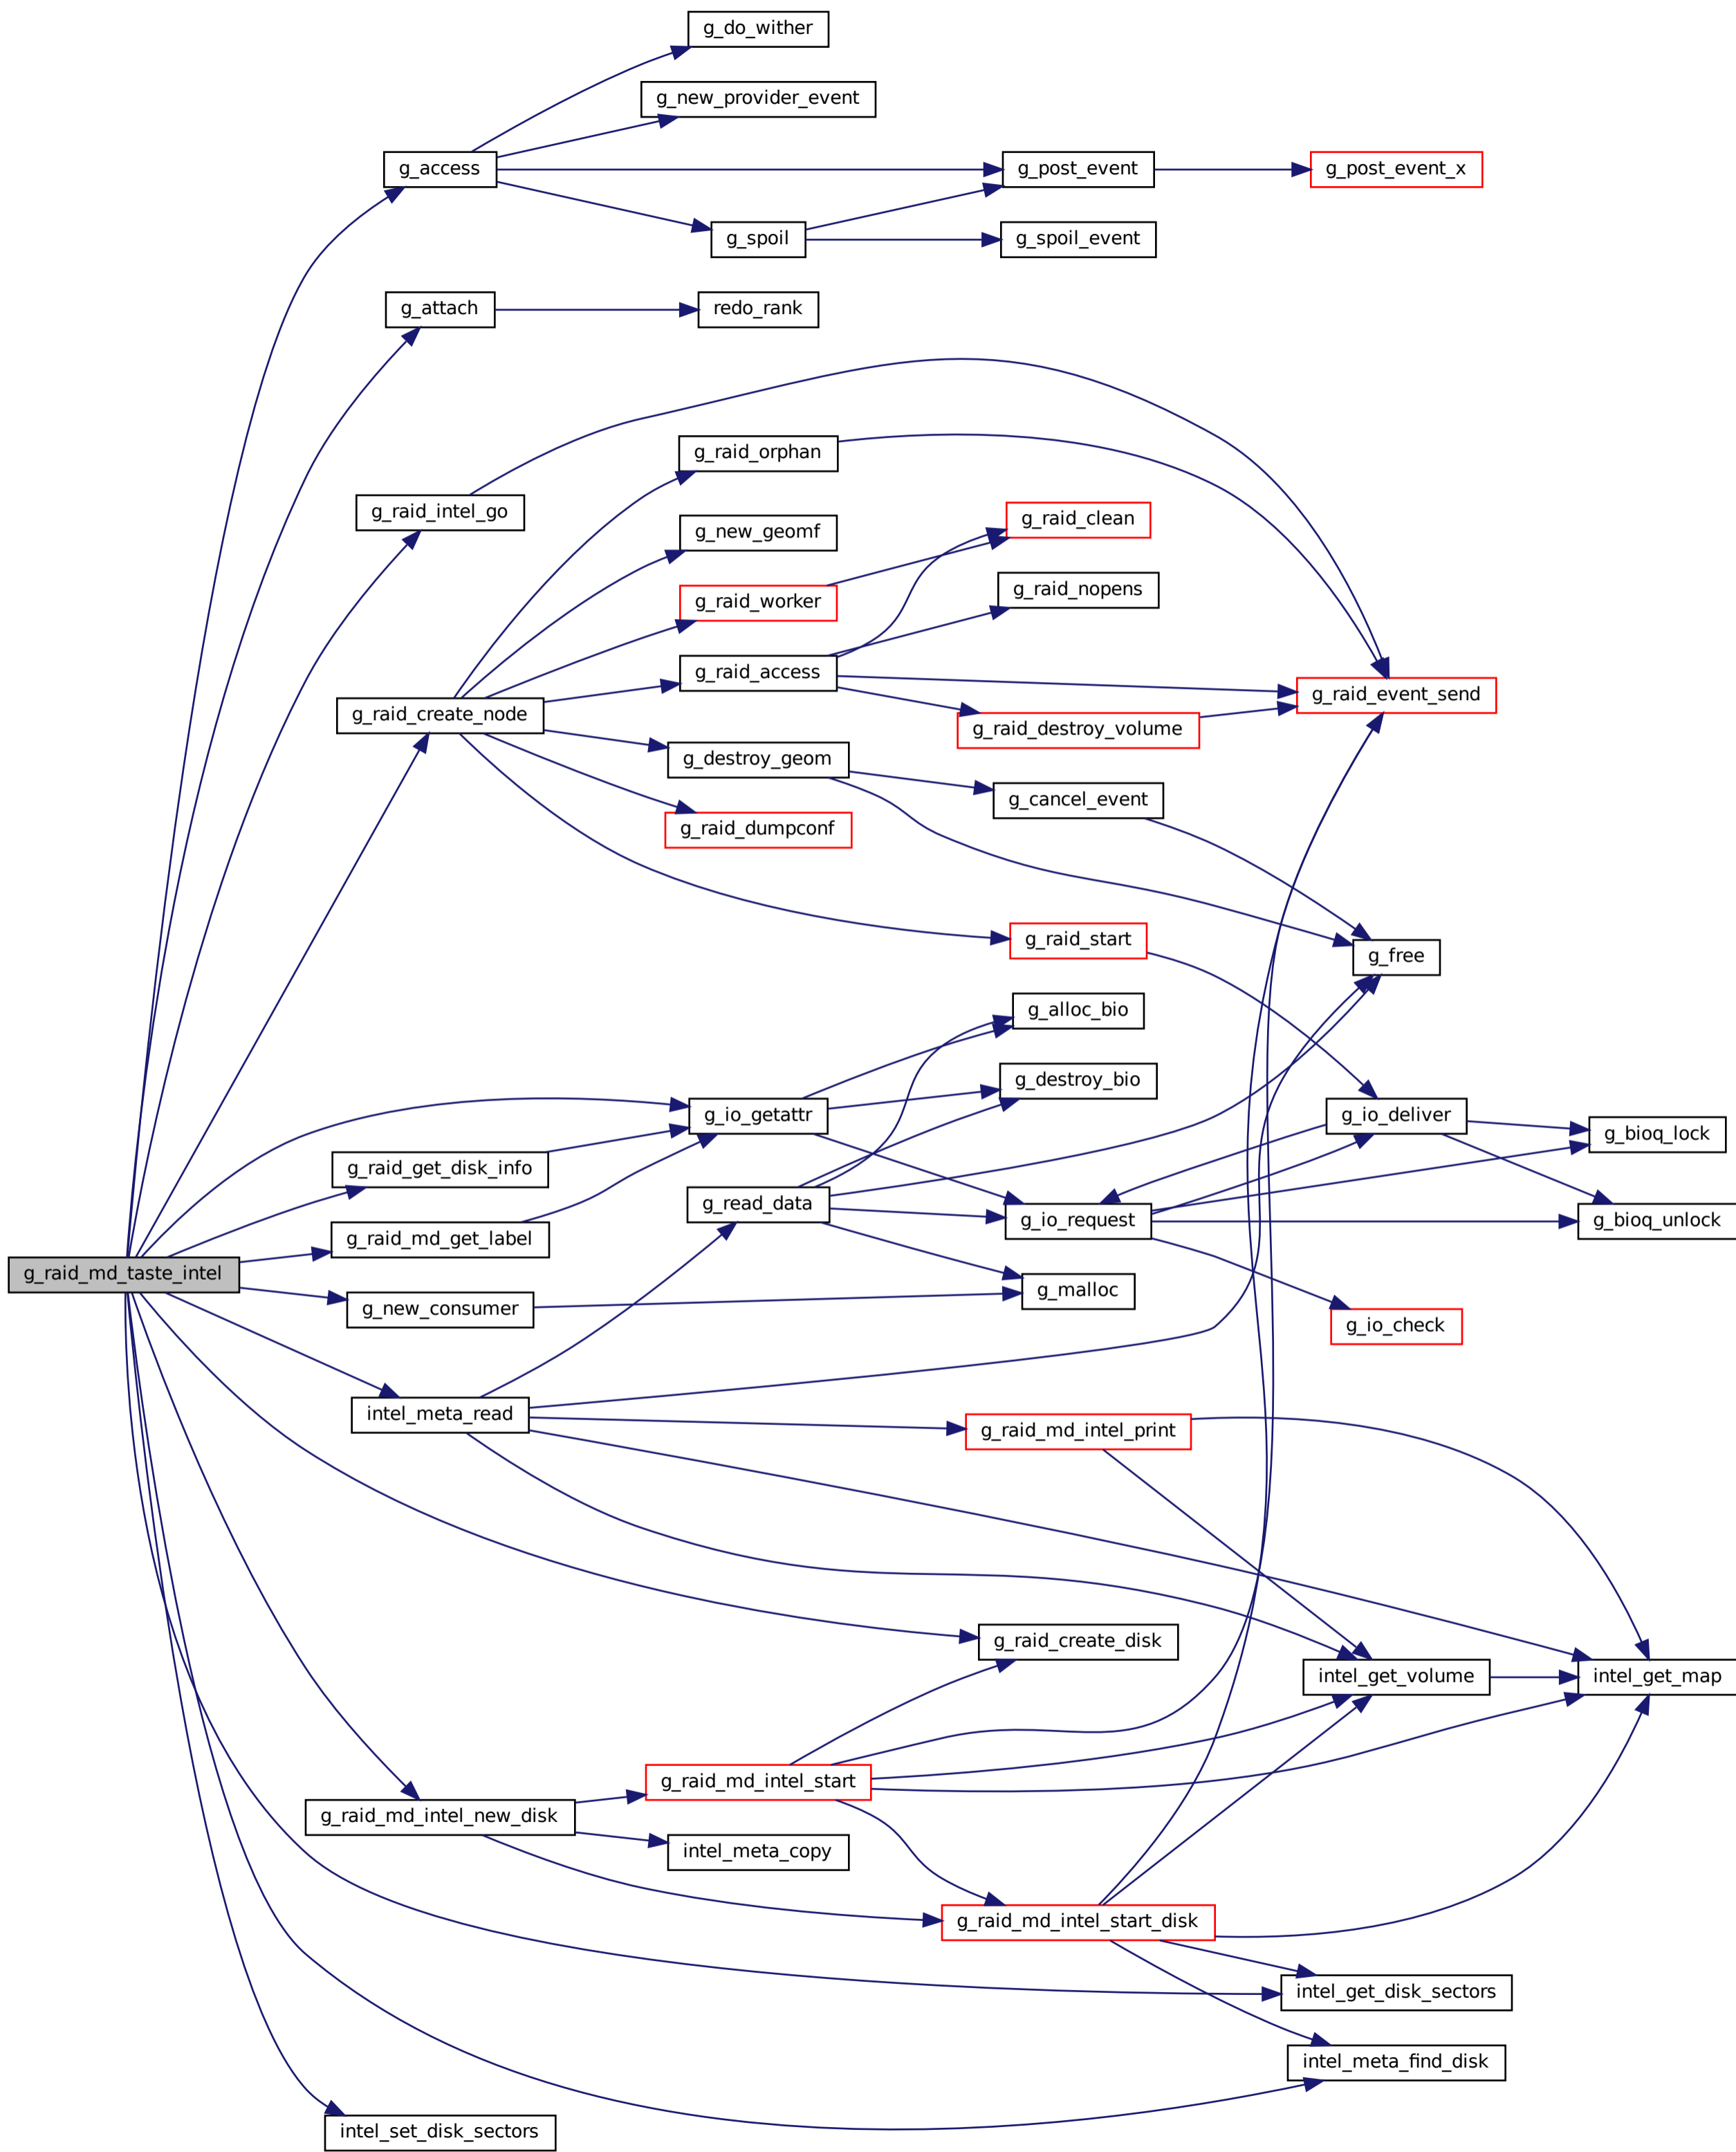 g_do_wither
g_new_provider_event
g_access
g_post_event
g_post_event_x
g_spoil
g_spoil_event
g_attach
redo_rank
g_raid_orphan
g_raid_intel_go
g_raid_clean
g_new_geomf
g_raid_worker
g_raid_nopens
g_raid_access
g_raid_event_send
g_raid_create_node
g_raid_destroy_volume
g_destroy_geom
g_cancel_event
g_raid_dumpconf
g_raid_start
g_free
g_alloc_bio
g_destroy_bio
g_io_getattr
g_io_deliver
g_bioq_lock
g_raid_get_disk_info
g_read_data
g_io_request
g_bioq_unlock
g_raid_md_get_label
g_raid_md_taste_intel
g_malloc
g_new_consumer
g_io_check
intel_meta_read
g_raid_md_intel_print
g_raid_create_disk
intel_get_volume
intel_get_map
g_raid_md_intel_start
g_raid_md_intel_new_disk
intel_meta_copy
g_raid_md_intel_start_disk
intel_get_disk_sectors
intel_meta_find_disk
intel_set_disk_sectors